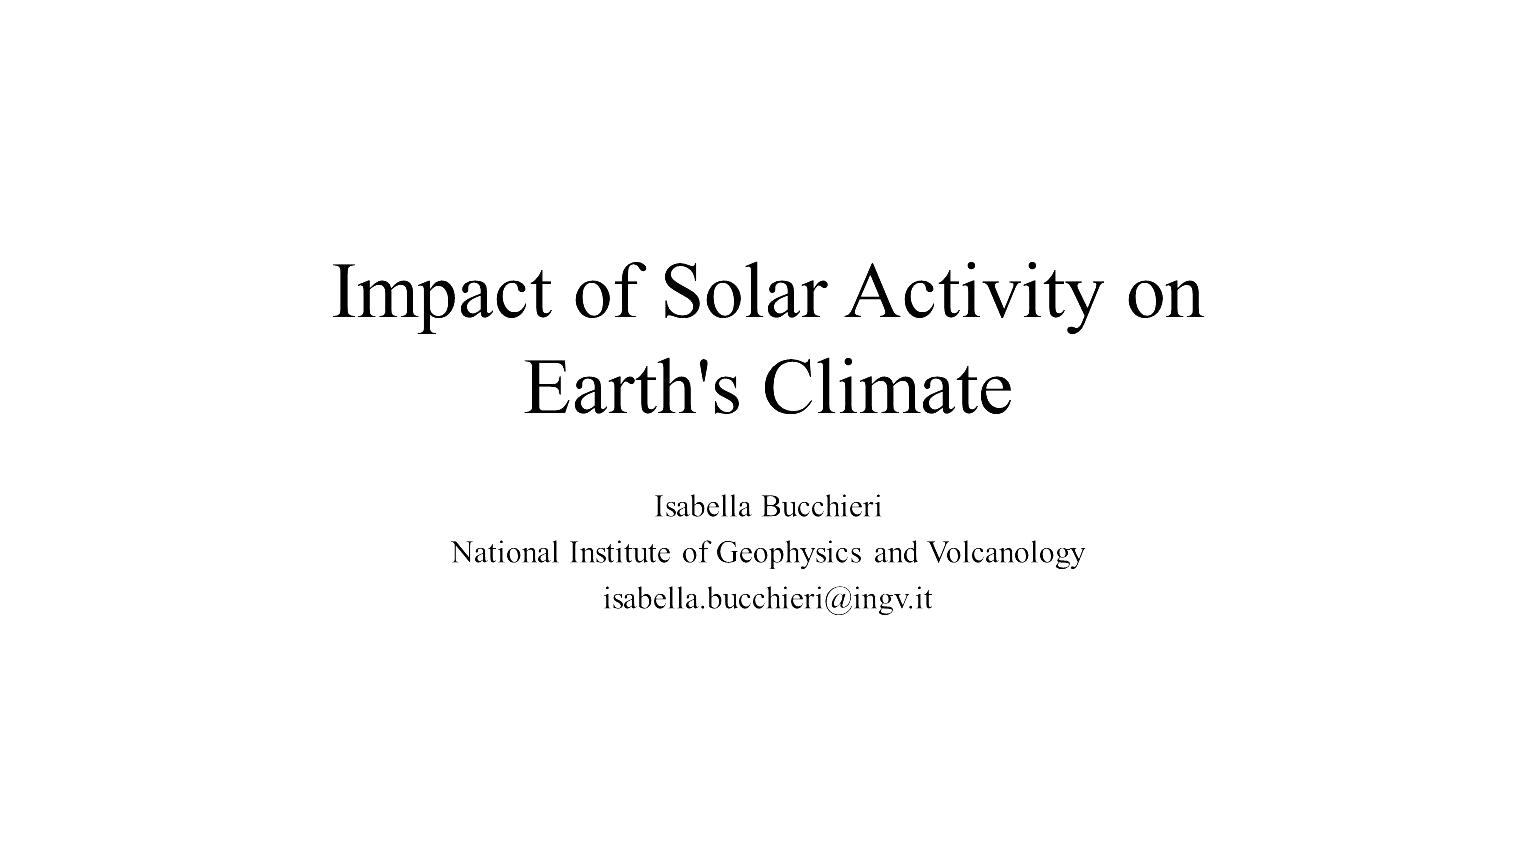 Impact of Solar Activity on
Earth's Climate
Isabella Bucchieri
National Institute of Geophysics and Volcanology
isabella.bucchieri@ingv.it